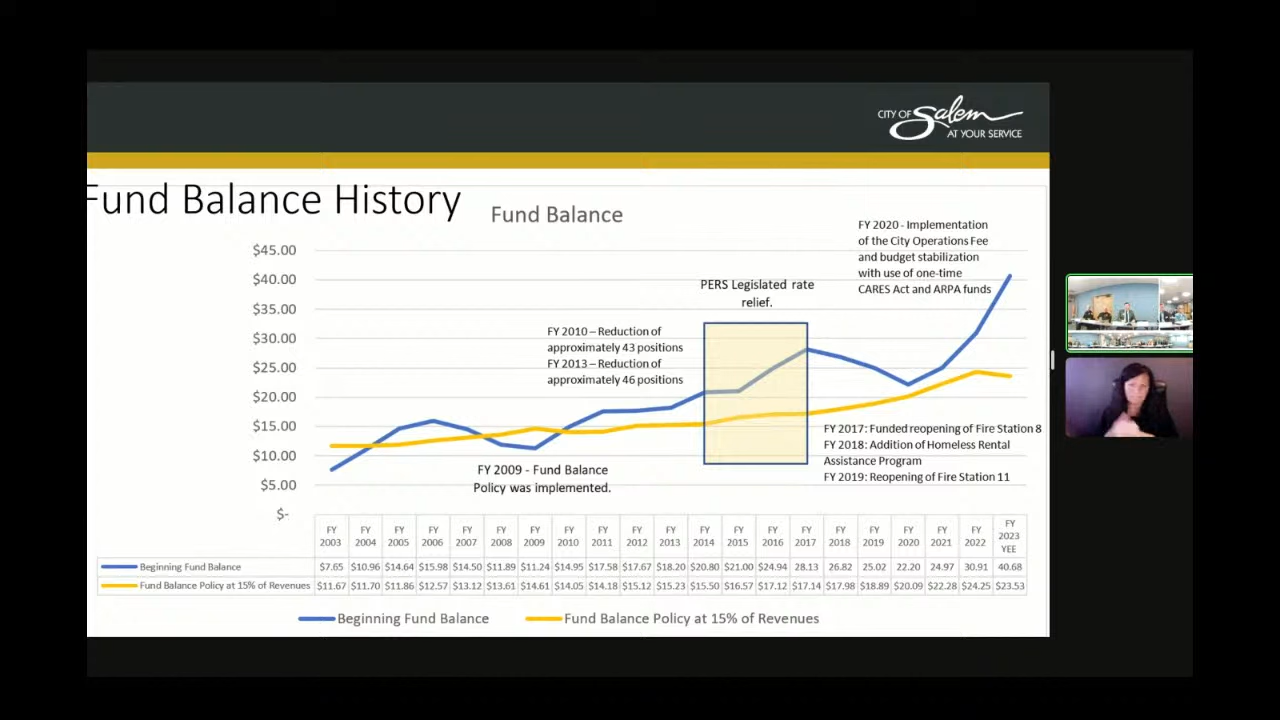 CITY OF Salem
AT YOUR SERVICE
Fund Balance History
Fund Balance
$45.00
$40.00
$35.00
$30.00
$25.00
$20.00
$15.00
$10.00
$5.00
$-
FY 2020 - Implementation
of the City Operations Fee
and budget stabilization
with use of one-time
CARES Act and ARPA funds
PERS Legislated rate
relief.
FY 2010 – Reduction of
approximately 43 positions
FY 2013 – Reduction of
approximately 46 positions
FY 2009 - Fund Balance
Policy was implemented.
FY 2017: Funded reopening of Fire Station 8
FY 2018: Addition of Homeless Rental
Assistance Program
FY 2019: Reopening of Fire Station 11
FY 2003 FY 2004 FY 2005 FY 2006 FY 2007 FY 2008 FY 2009 FY 2010 FY 2011 FY 2012 FY 2013 FY 2014 FY 2015 FY 2016 FY 2017 FY 2018 FY 2019 FY 2020 FY 2021 FY 2022 FY 2023 YEE
Beginning Fund Balance $7.65 $10.96 $14.64 $15.98 $14.50 $11.89 $11.24 $14.95 $17.58 $17.67 $18.20 $20.80 $21.00 $24.94 28.13 26.82 25.02 22.20 24.97 30.91 40.68
Fund Balance Policy at 15% of Revenues $11.67 $11.70 $11.86 $12.57 $13.12 $13.61 $14.61 $14.05 $14.18 $15.12 $15.23 $15.50 $16.57 $17.12 $17.14 $17.98 $18.89 $20.09 $22.28 $24.25 $23.53
Beginning Fund Balance
Fund Balance Policy at 15% of Revenues